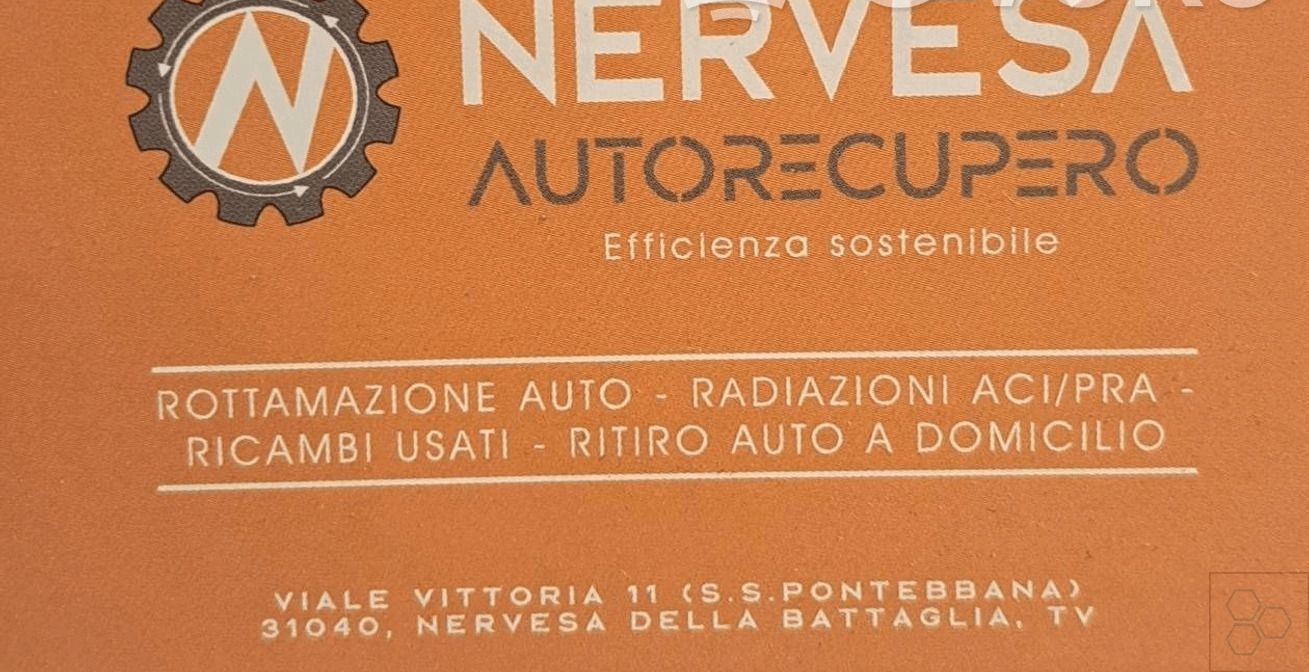 NERVESA
AUTORECUPERO
Efficienza sostenibile
ROTTAMAZIONE AUTO - RADIAZIONI ACI/PRA -
RICAMBI USATI - RITIRO AUTO A DOMICILIO
VIALE VITTORIA 11 (S.S.PONTEBBANA)
31040, NERVESA DELLA BATTAGLIA, TV